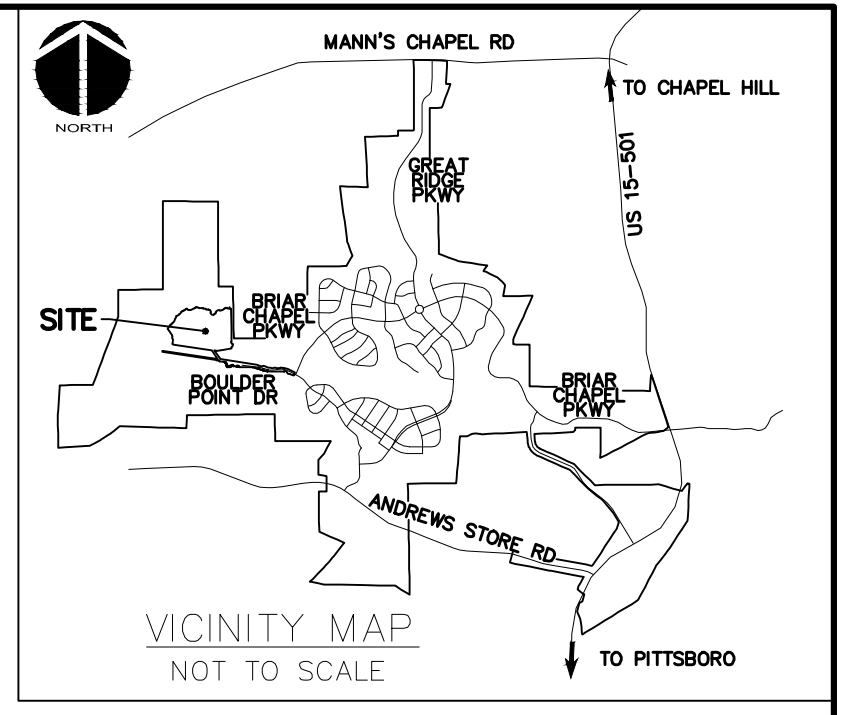 MANN'S CHAPEL RD
TO CHAPEL HILL
NORTH
US 15-501
GREAT
RIDGE
PKWY
SITE
BRIAR
CHAPEL
PKWY
BOULDER
POINT DR
BRIAR
CHAPEL
PKWY
ANDREWS STORE RD
VICINITY MAP
NOT TO SCALE
TO PITTSBORO